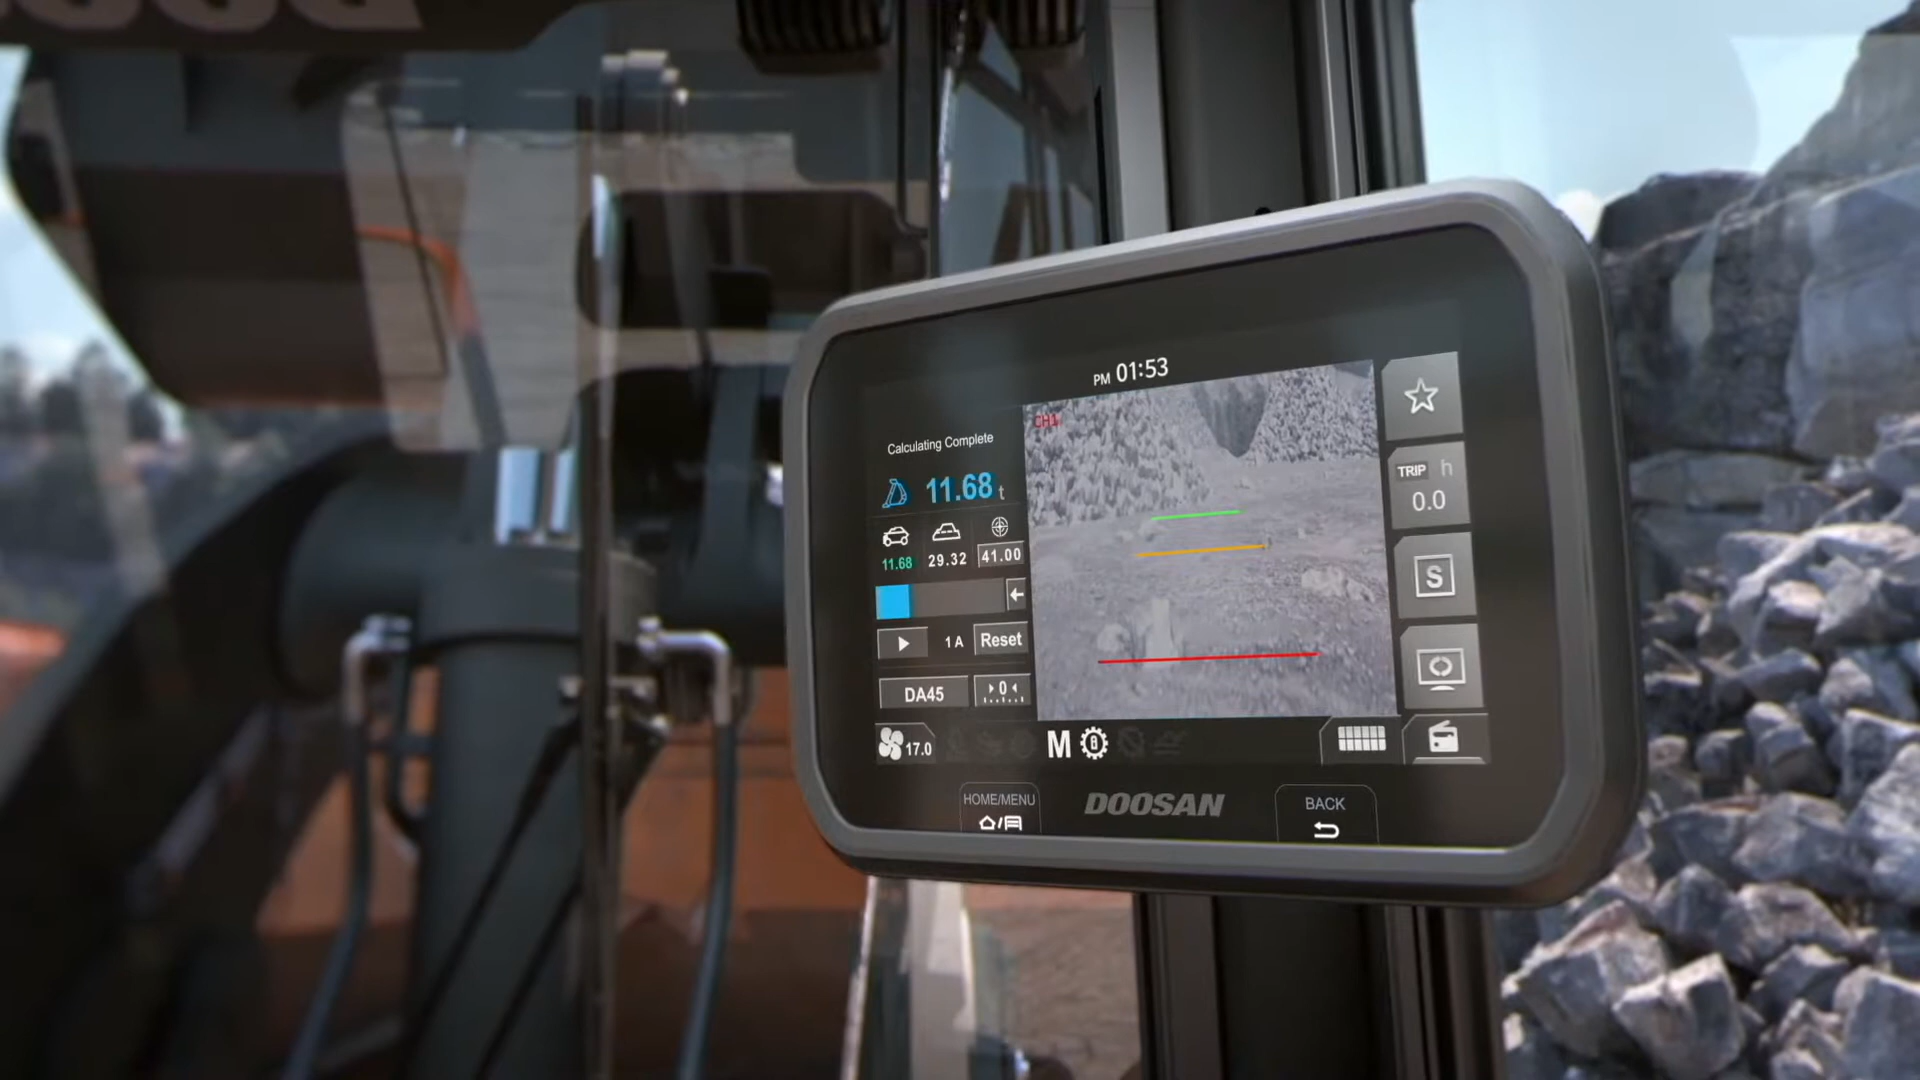 PM 01:53
CH1
Calculating Complete
11.68 t
11.68 29.32 41.00
1 A Reset
DA45 0
17.0 M
TRIP h
0.0
S
HOME/MENU
DOOSAN
BACK